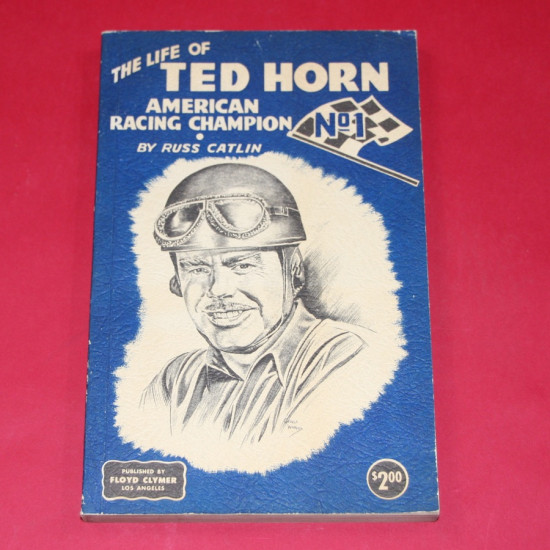 THE LIFE OF
TED HORN
AMERICAN
RACING CHAMPION
No1
BY RUSS CATLIN
PUBLISHED BY
FLOYD CLYMER
LOS ANGELES
$2.00